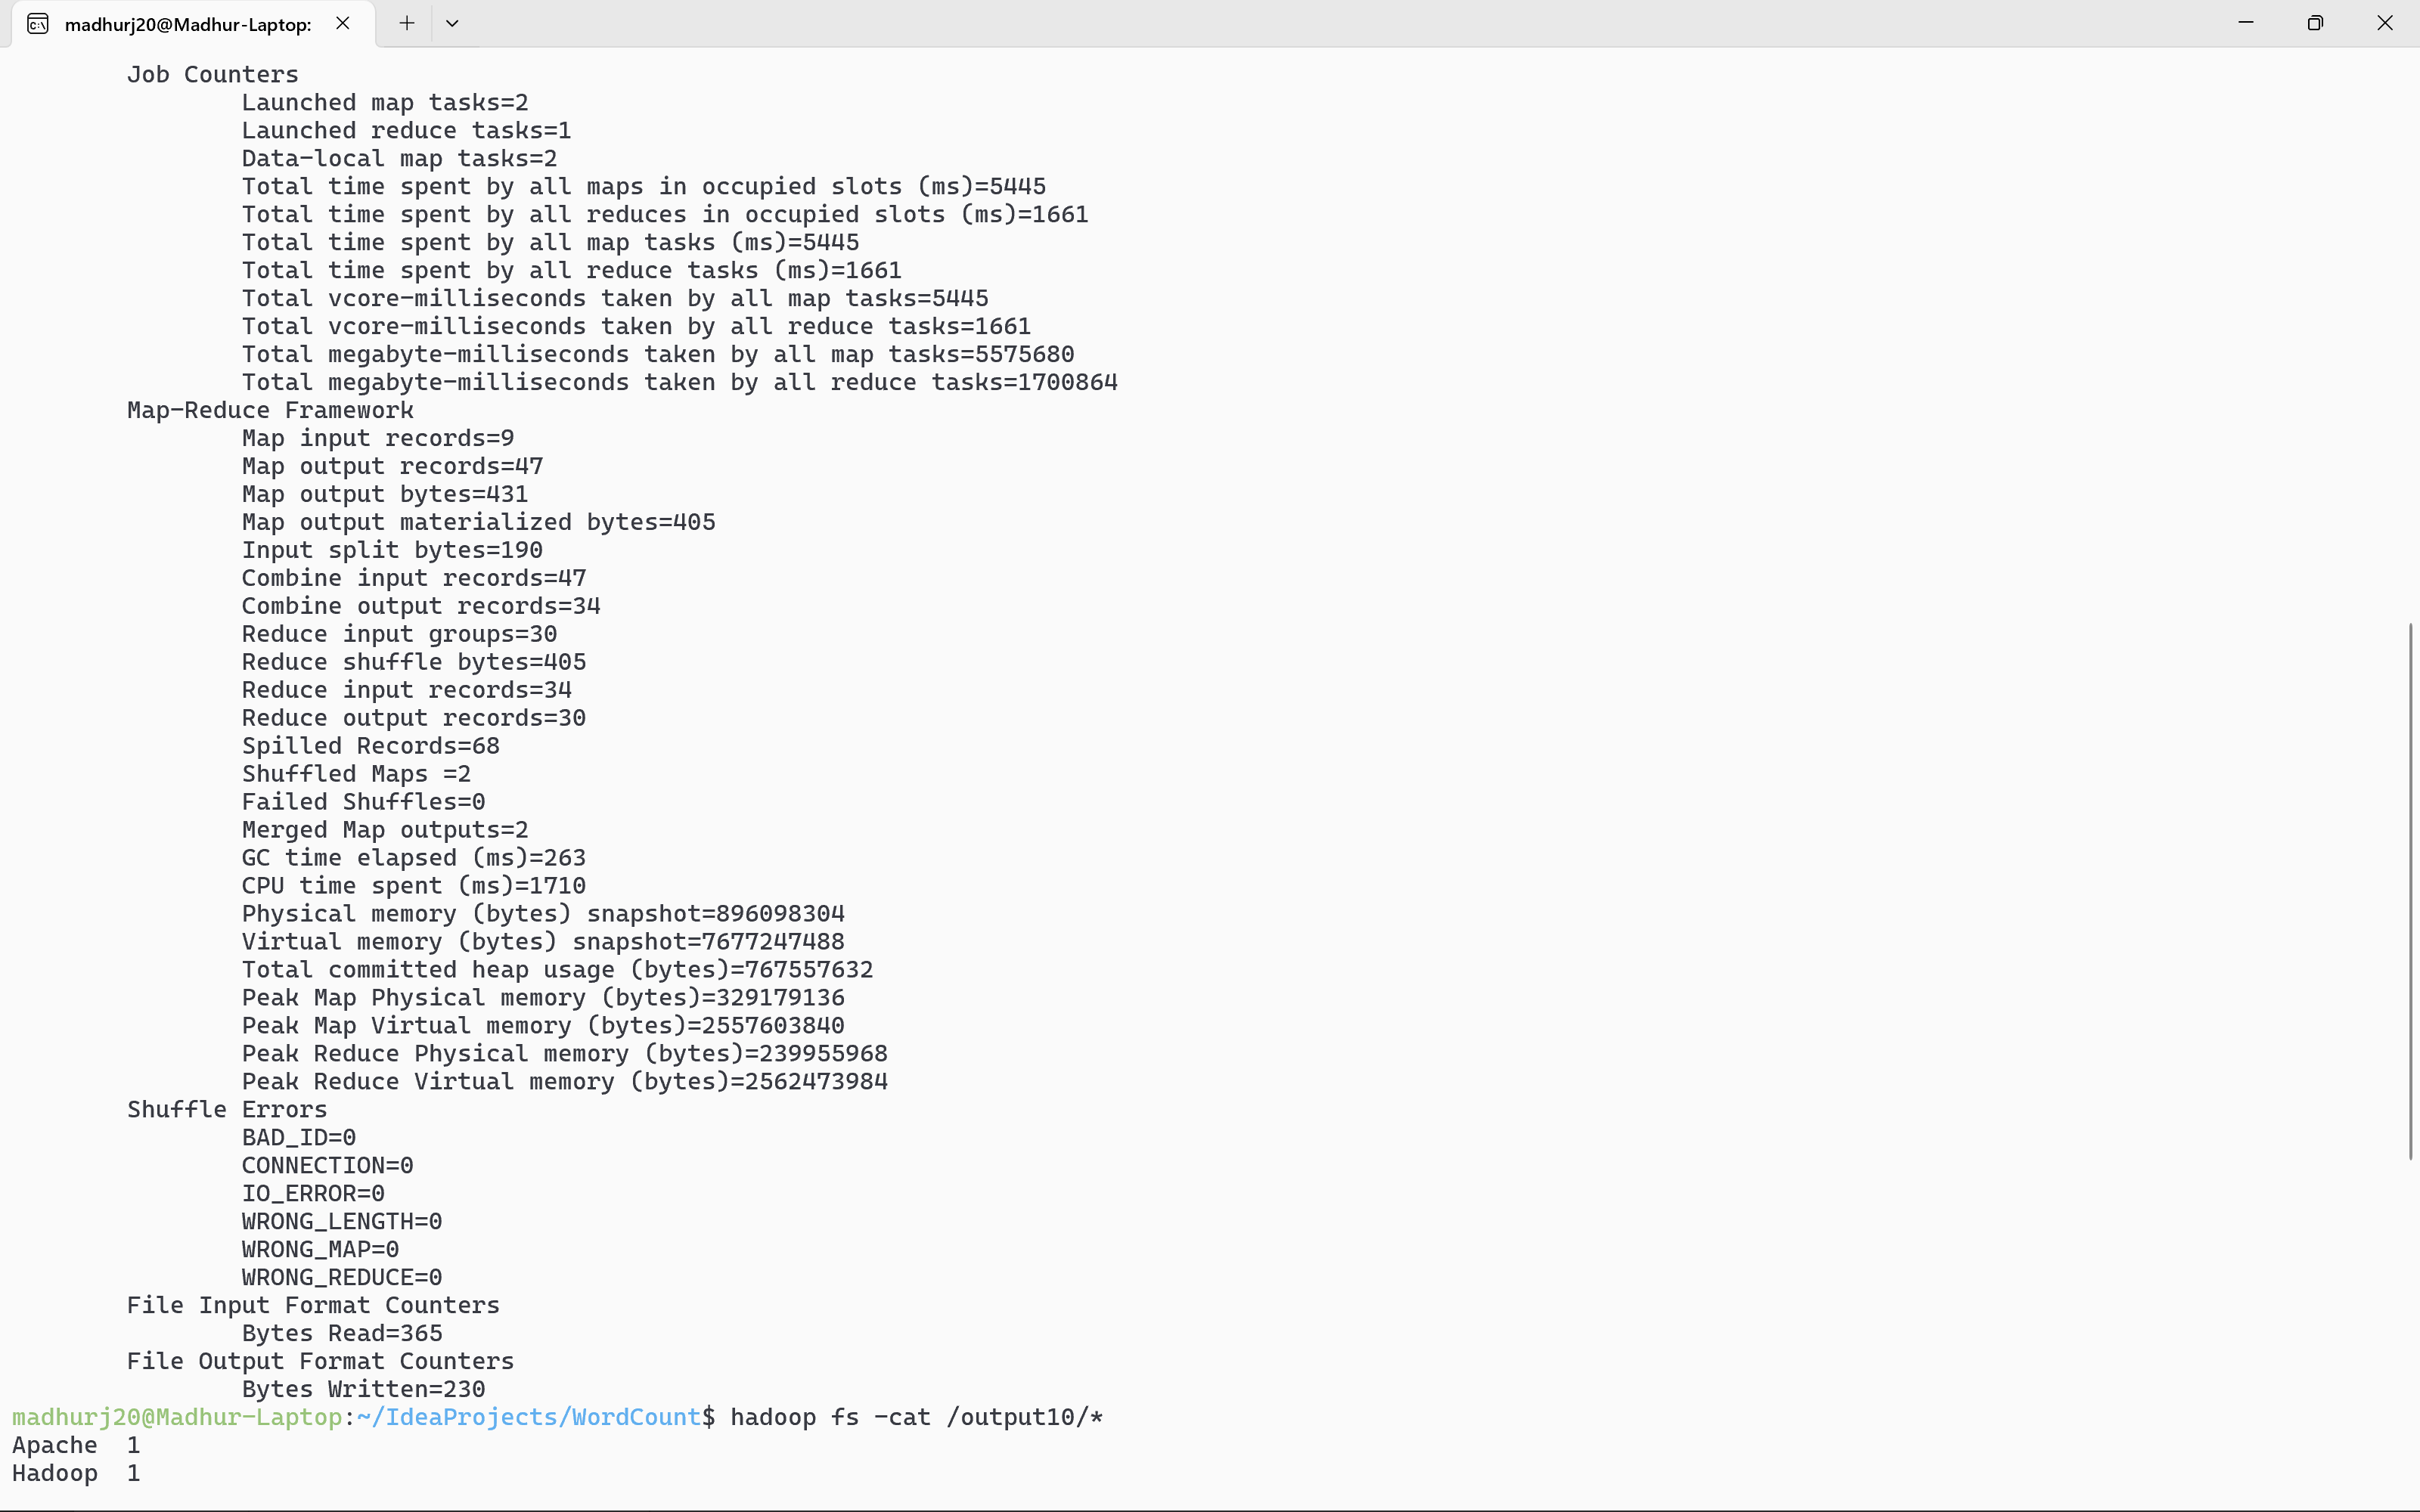 madhurj20@Madhur-Laptop:
Job Counters
Launched map tasks=2
Launched reduce tasks=1
Data-local map tasks=2
Total time spent by all maps in occupied slots (ms)=5445
Total time spent by all reduces in occupied slots (ms)=1661
Total time spent by all map tasks (ms)=5445
Total time spent by all reduce tasks (ms)=1661
Total vcore-milliseconds taken by all map tasks=5445
Total vcore-milliseconds taken by all reduce tasks=1661
Total megabyte-milliseconds taken by all map tasks=5575680
Total megabyte-milliseconds taken by all reduce tasks=1700864
Map-Reduce Framework
Map input records=9
Map output records=47
Map output bytes=431
Map output materialized bytes=405
Input split bytes=190
Combine input records=47
Combine output records=34
Reduce input groups=30
Reduce shuffle bytes=405
Reduce input records=34
Reduce output records=30
Spilled Records=68
Shuffled Maps =2
Failed Shuffles=0
Merged Map outputs=2
GC time elapsed (ms)=263
CPU time spent (ms)=1710
Physical memory (bytes) snapshot=896098304
Virtual memory (bytes) snapshot=7677247488
Total committed heap usage (bytes)=767557632
Peak Map Physical memory (bytes)=329179136
Peak Map Virtual memory (bytes)=2557603840
Peak Reduce Physical memory (bytes)=239955968
Peak Reduce Virtual memory (bytes)=2562473984
Shuffle Errors
BAD_ID=0
CONNECTION=0
IO_ERROR=0
WRONG_LENGTH=0
WRONG_MAP=0
WRONG_REDUCE=0
File Input Format Counters
Bytes Read=365
File Output Format Counters
Bytes Written=230
madhurj20@Madhur-Laptop:~/IdeaProjects/WordCount$ hadoop fs -cat /output10/*
Apache 1
Hadoop 1